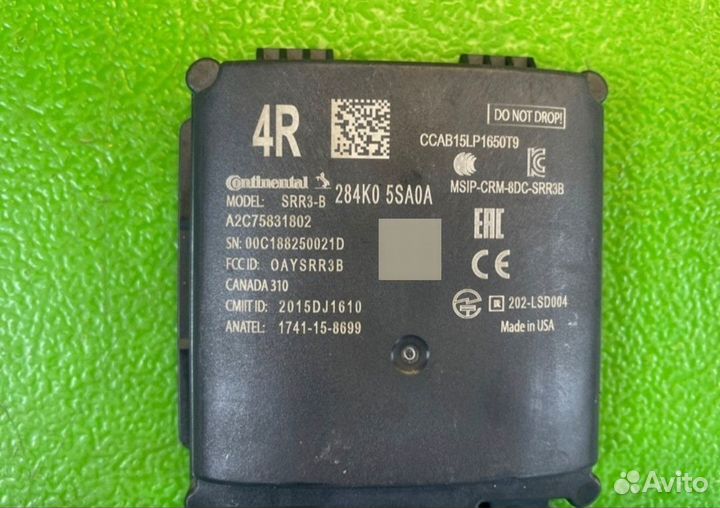 4R
DO NOT DROP!
CCAB15LP1650T9
Continental
MSIP-CRM-8DC-SRR3B
MODEL: SRR3-B
284K0 5SA0A
A2C75831802
SN: 00C188250021D
EAC
FCC ID: OAYSRR3B
CE
CANADA 310
CMIIT ID: 2015DJ1610
R 202-LSD004
ANATEL: 1741-15-8699
Made in USA
Avito